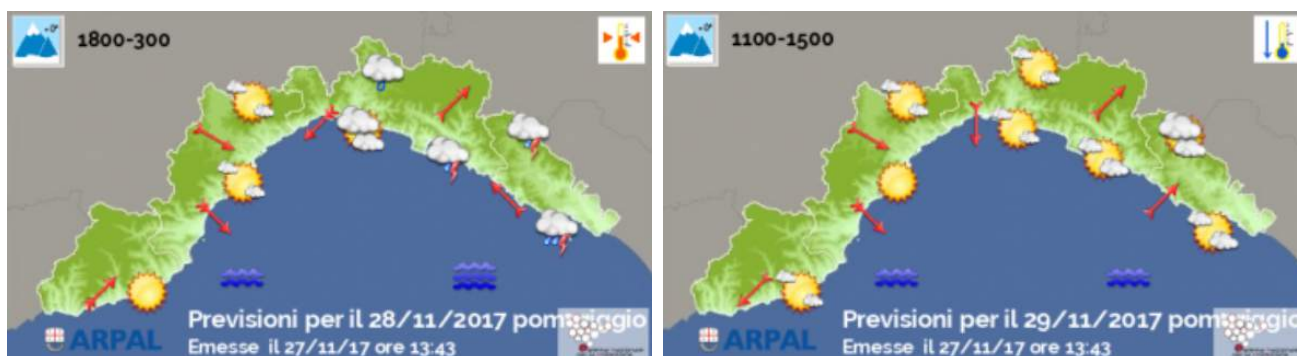 1800-300
Previsioni per il 28/11/2017 pomeriggio
ARPAL
Emesse il 27/11/17 ore 13:43
1100-1500
Previsioni per il 29/11/2017 pomeriggio
ARPAL
Emesse il 27/11/17 ore 13:43